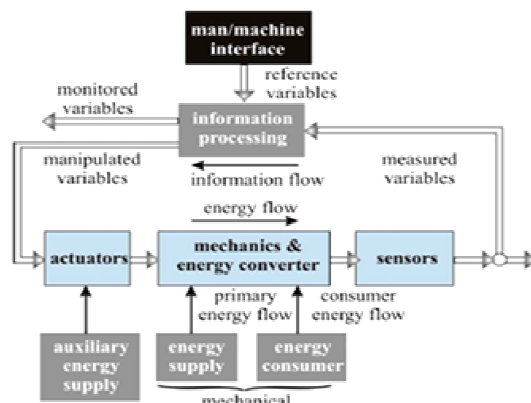 man/machine
interface
reference
variables
monitored
variables
information
processing
manipulated
variables
measured
variables
information flow
energy flow
actuators
mechanics &
energy converter
sensors
primary
energy flow
consumer
energy flow
auxiliary
energy
supply
energy
supply
energy
consumer
mechanical